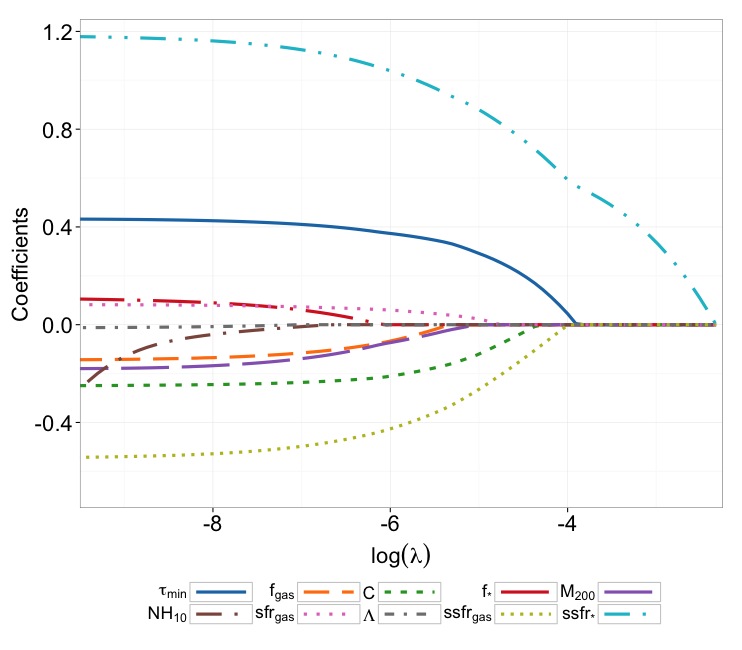 1.2
0.8
0.4
0.0
-0.4
Coefficients
-8 -6 -4
log(λ)
τmin fgas C f* M200
NH10 sfrgas Λ ssfrgas ssfr*